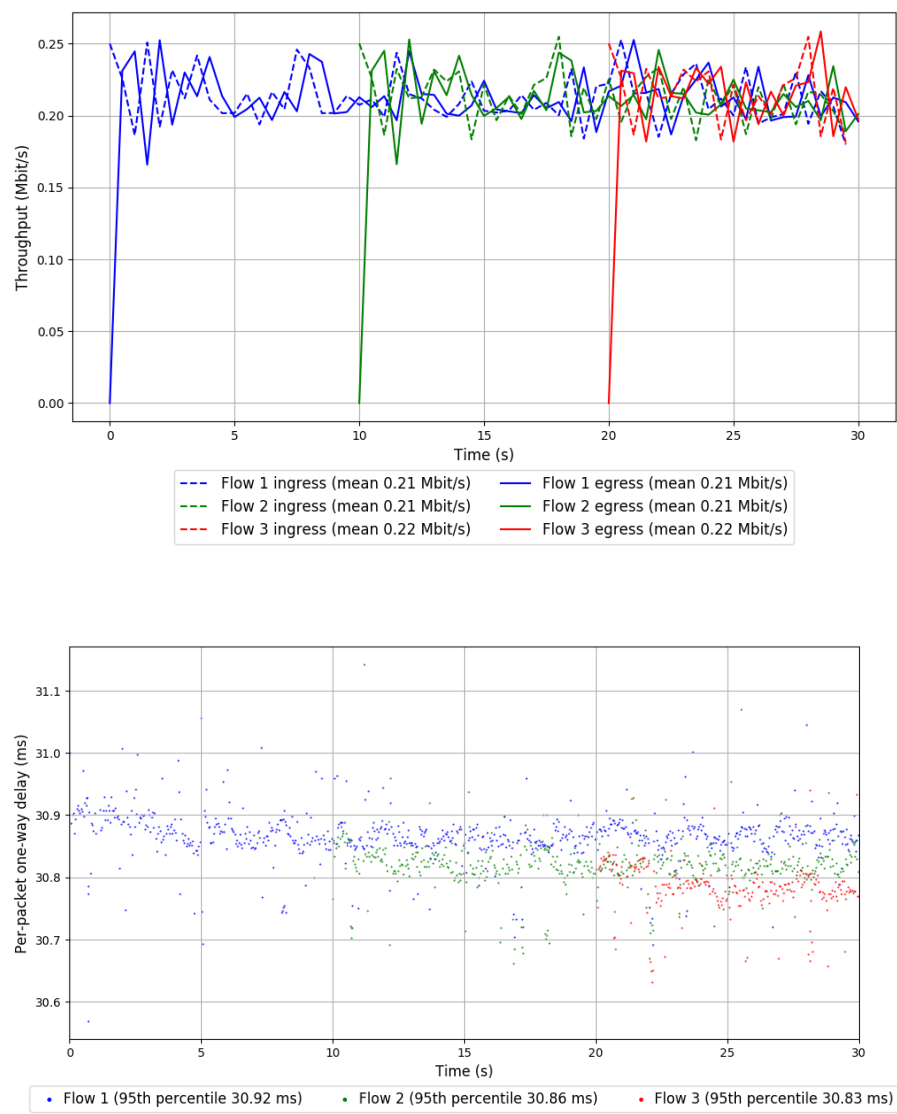 0.25
0.20
0.15
0.10
0.05
0.00
Throughput (Mbit/s)
0 5 10 15 20 25 30
Time (s)
Flow 1 ingress (mean 0.21 Mbit/s) Flow 1 egress (mean 0.21 Mbit/s)
Flow 2 ingress (mean 0.21 Mbit/s) Flow 2 egress (mean 0.21 Mbit/s)
Flow 3 ingress (mean 0.22 Mbit/s) Flow 3 egress (mean 0.22 Mbit/s)
31.1
31.0
30.9
30.8
30.7
30.6
Per-packet one-way delay (ms)
0 5 10 15 20 25 30
Time (s)
Flow 1 (95th percentile 30.92 ms) Flow 2 (95th percentile 30.86 ms) Flow 3 (95th percentile 30.83 ms)